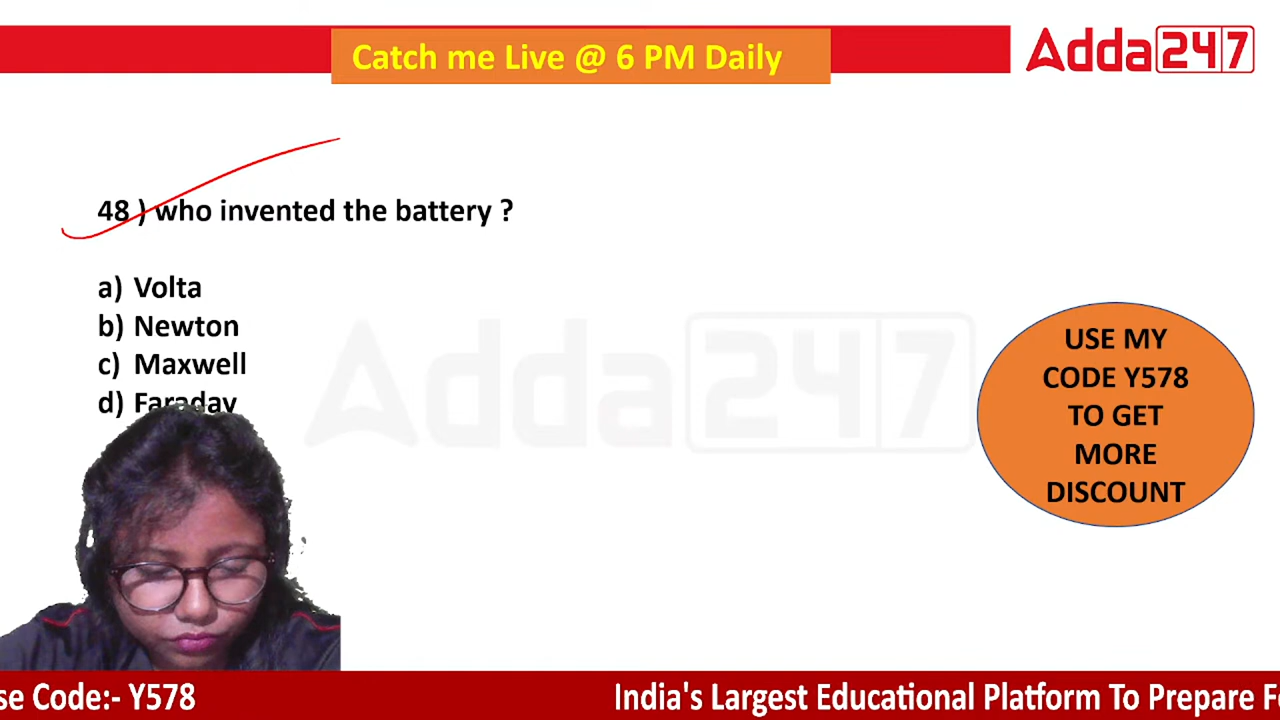 Catch me Live @ 6 PM Daily
Adda247
48 ) who invented the battery ?
a) Volta
b) Newton
c) Maxwell
d) Faraday
Adda247
USE MY
CODE Y578
TO GET
MORE
DISCOUNT
se Code:- Y578
India's Largest Educational Platform To Prepare F